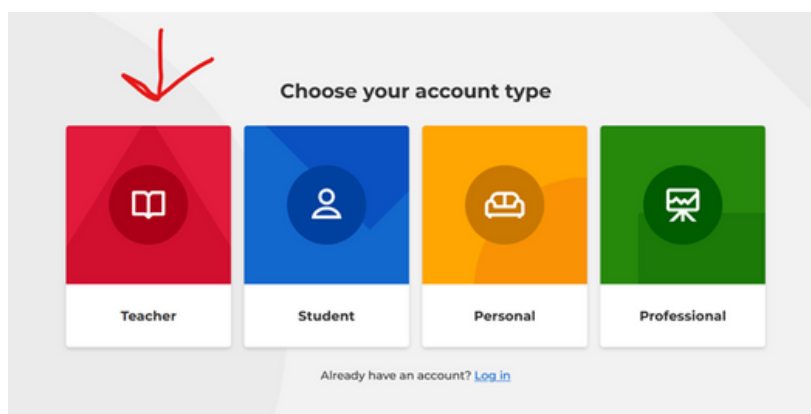 Choose your account type
Teacher
Student
Personal
Professional
Already have an account? Log in